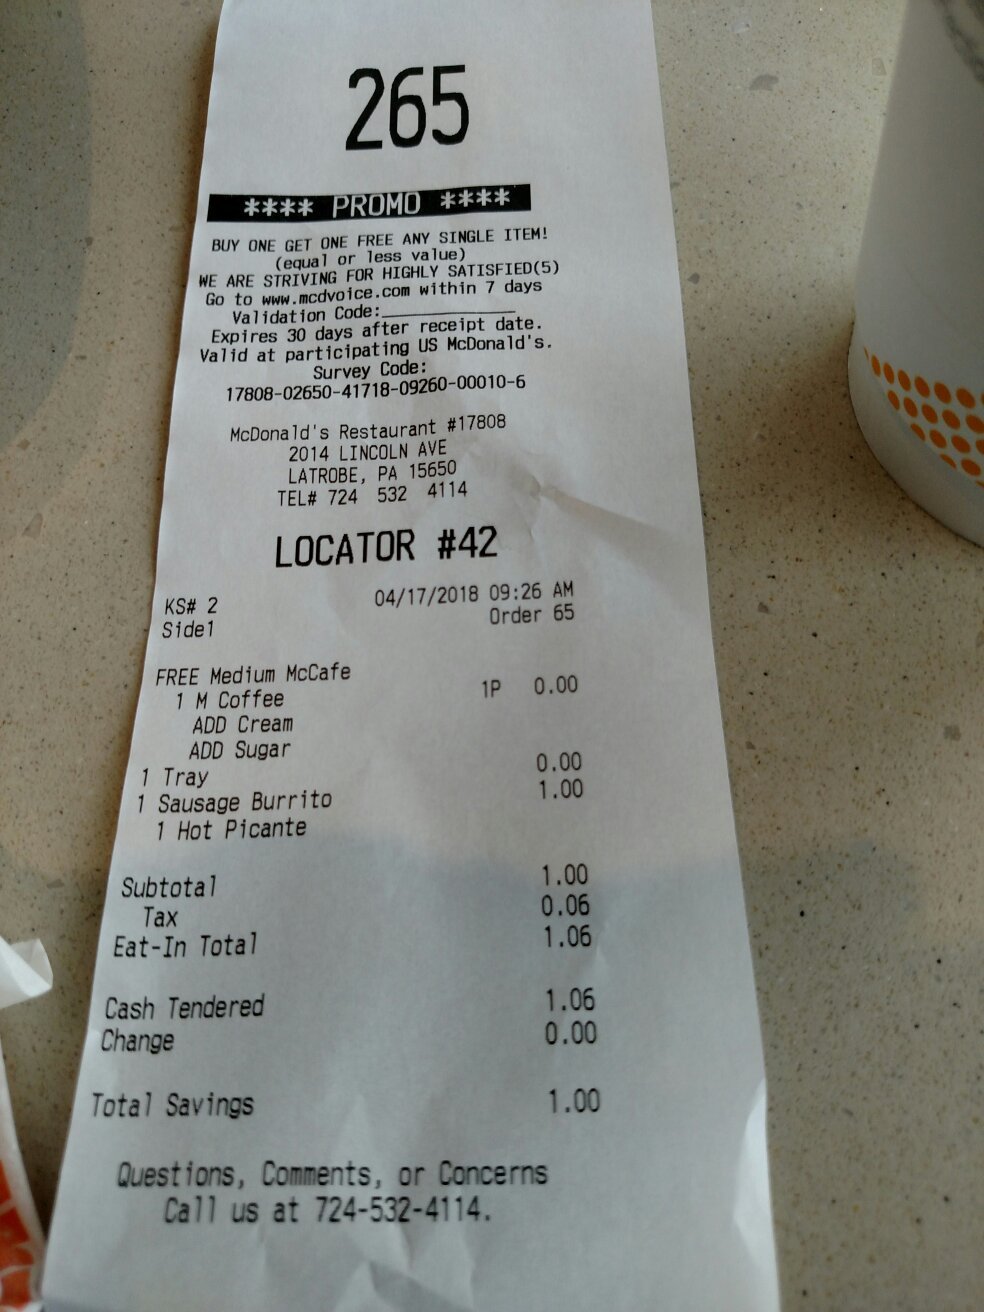 265
**** PROMO ****
BUY ONE GET ONE FREE ANY SINGLE ITEM!
(equal or less value)
WE ARE STRIVING FOR HIGHLY SATISFIED(5)
Go to www.mcdvoice.com within 7 days
Validation Code:____________
Expires 30 days after receipt date.
Valid at participating US McDonald's.
Survey Code:
17808-02650-41718-09260-00010-6
McDonald's Restaurant #17808
2014 LINCOLN AVE
LATROBE, PA 15650
TEL# 724 532 4114
LOCATOR #42
KS# 2 04/17/2018 09:26 AM
Side1 Order 65
FREE Medium McCafe
1 M Coffee 1P 0.00
ADD Cream
ADD Sugar
1 Tray 0.00
1 Sausage Burrito 1.00
1 Hot Picante
Subtotal 1.00
Tax 0.06
Eat-In Total 1.06
Cash Tendered 1.06
Change 0.00
Total Savings 1.00
Questions, Comments, or Concerns
Call us at 724-532-4114.